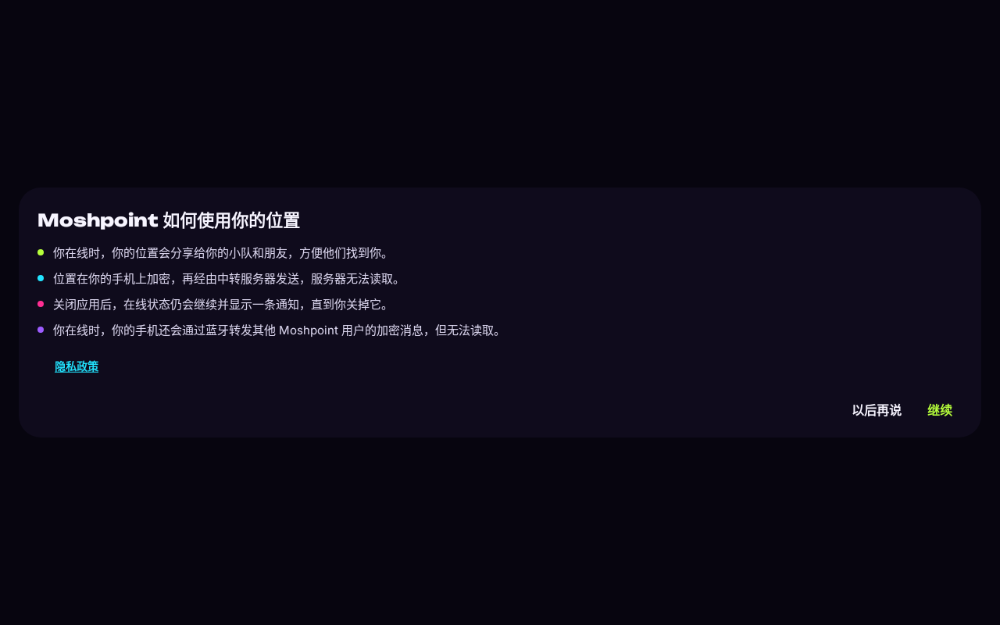 Moshpoint 如何使用你的位置
你在线时，你的位置会分享给你的小队和朋友，方便他们找到你。
位置在你的手机上加密，再经由中转服务器发送，服务器无法读取。
关闭应用后，在线状态仍会继续并显示一条通知，直到你关掉它。
你在线时，你的手机还会通过蓝牙转发其他 Moshpoint 用户的加密消息，但无法读取。
隐私政策
以后再说 继续